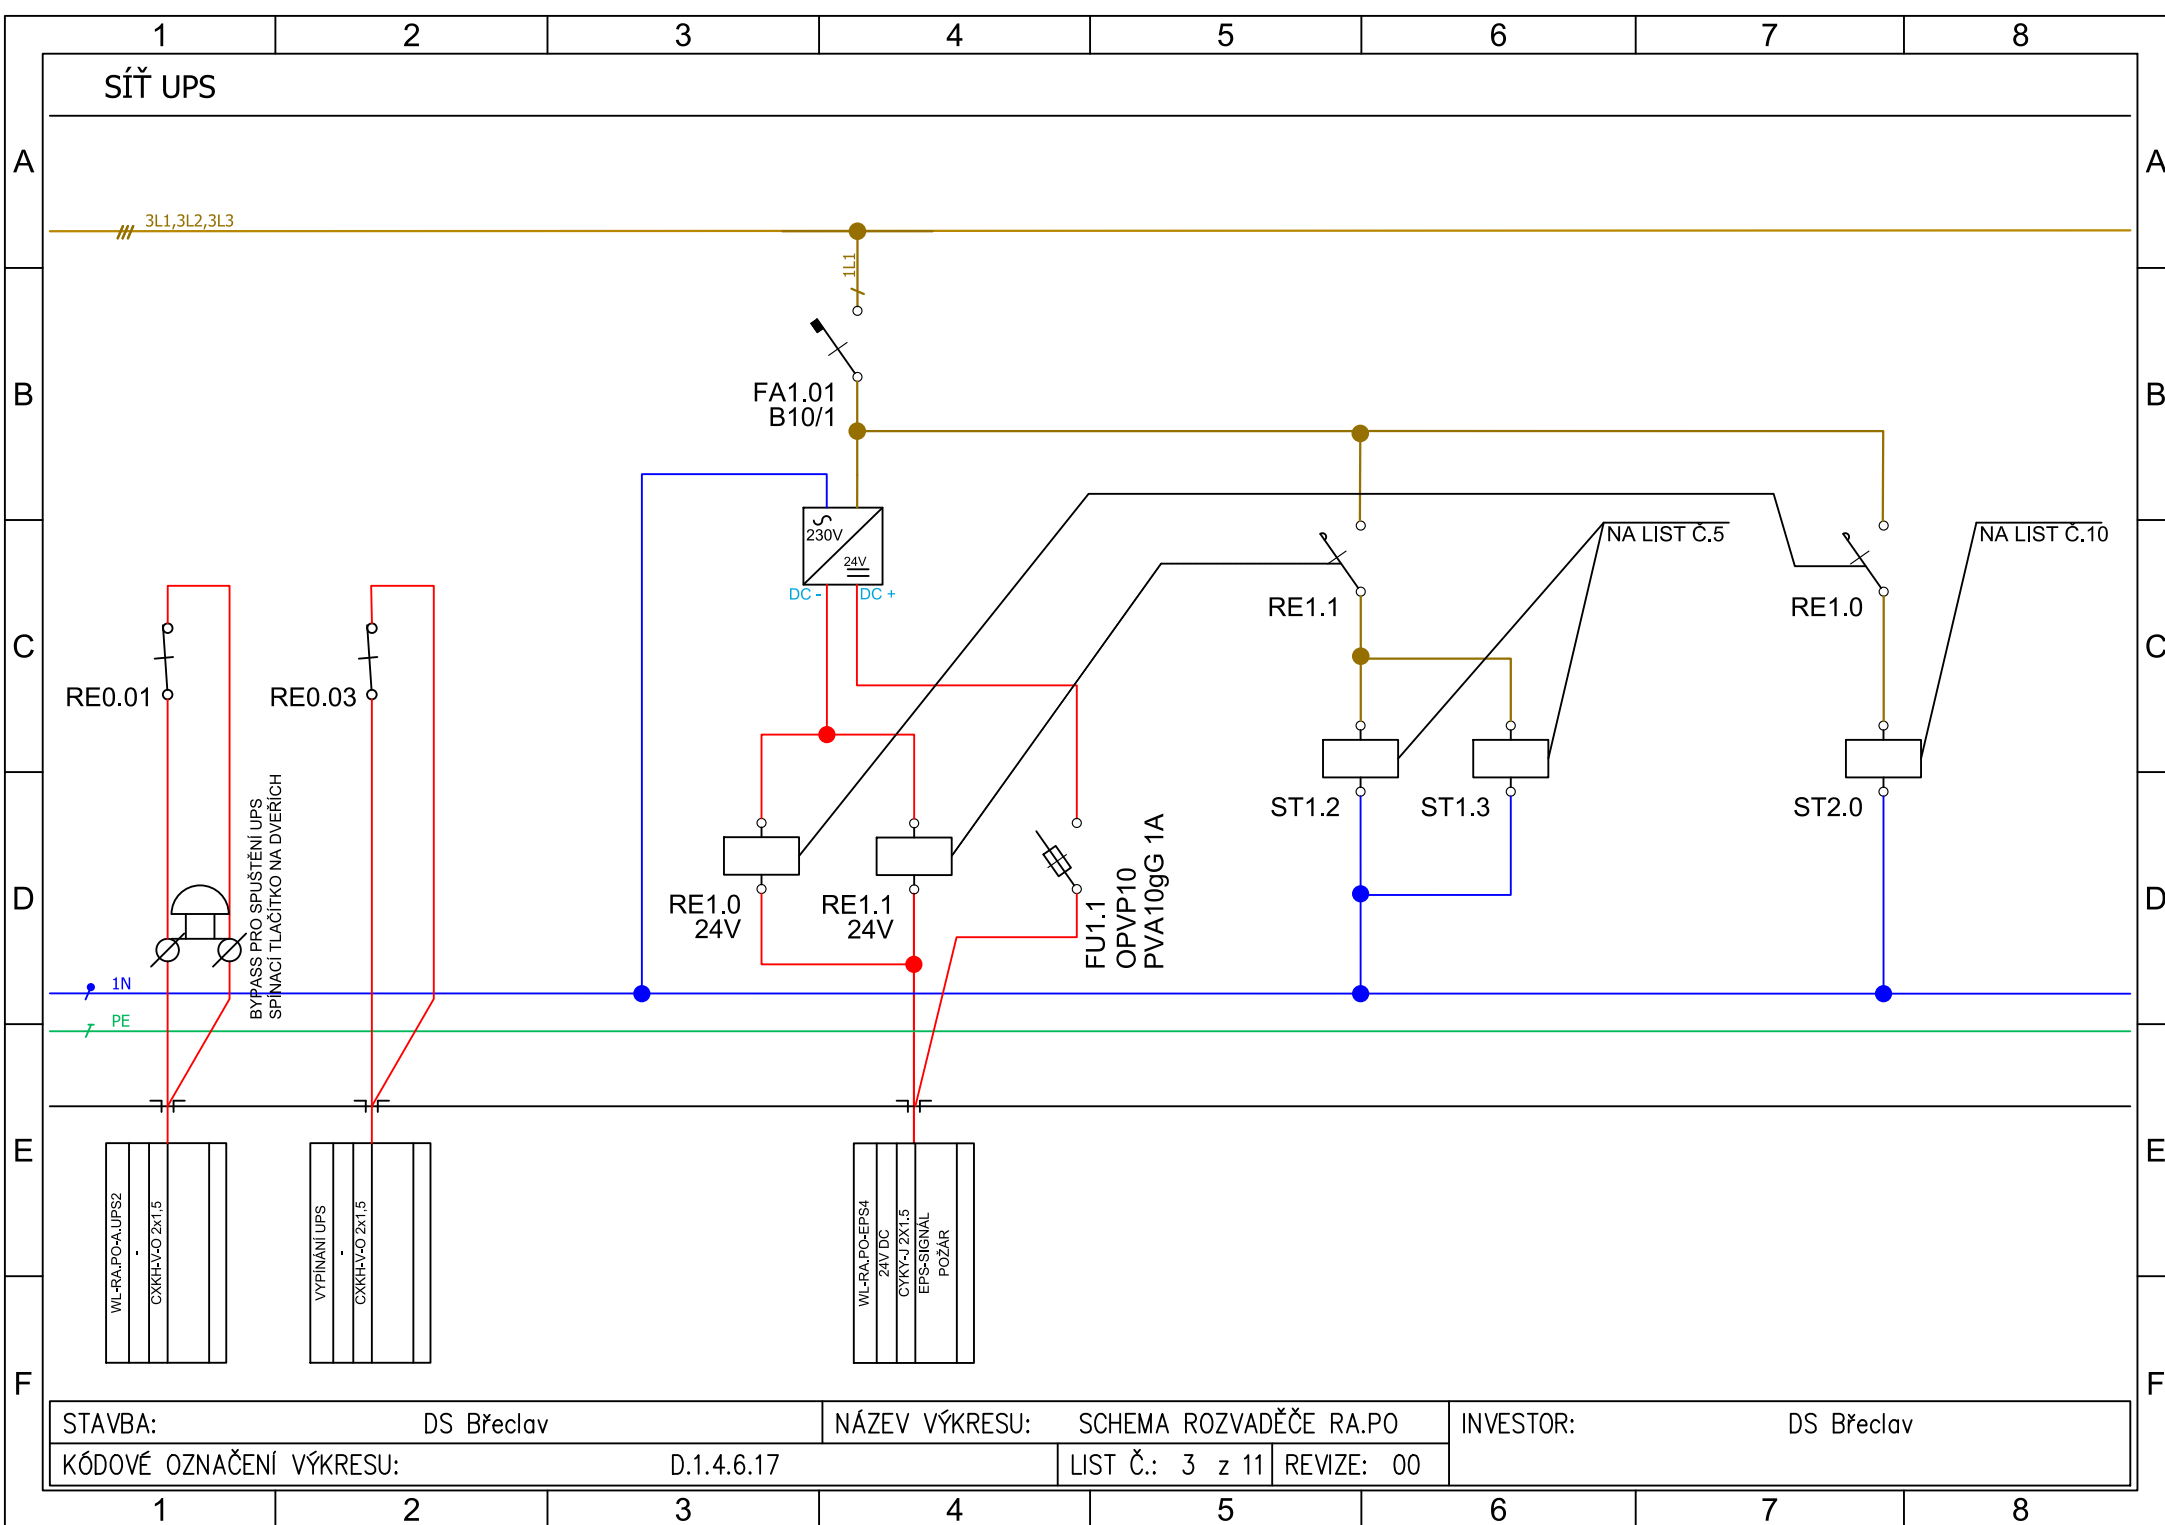 1 2 3 4 5 6 7 8
SÍŤ UPS
A A
3L1,3L2,3L3
1L1
B B
FA1.01
B10/1
230V
24V
DC - DC +
NA LIST Č.5
NA LIST Č.10
RE1.1
RE1.0
C C
RE0.01
RE0.03
ST1.2
ST1.3
ST2.0
BYPASS PRO SPUŠTĚNÍ UPS
SPÍNACÍ TLAČÍTKO NA DVEŘÍCH
D D
RE1.0
24V
RE1.1
24V
FU1.1
OPVP10
PVA10gG 1A
1N
PE
E E
WL-RA.PO-A.UPS2
-
CXKH-V-O 2x1,5
VYPÍNÁNÍ UPS
-
CXKH-V-O 2x1,5
WL-RA.PO-EPS4
24V DC
CYKY-J 2X1.5
EPS-SIGNÁL
POŽÁR
F F
STAVBA: DS Břeclav
NÁZEV VÝKRESU: SCHEMA ROZVADĚČE RA.PO
INVESTOR: DS Břeclav
KÓDOVÉ OZNAČENÍ VÝKRESU: D.1.4.6.17
LIST Č.: 3 z 11
REVIZE: 00
1 2 3 4 5 6 7 8